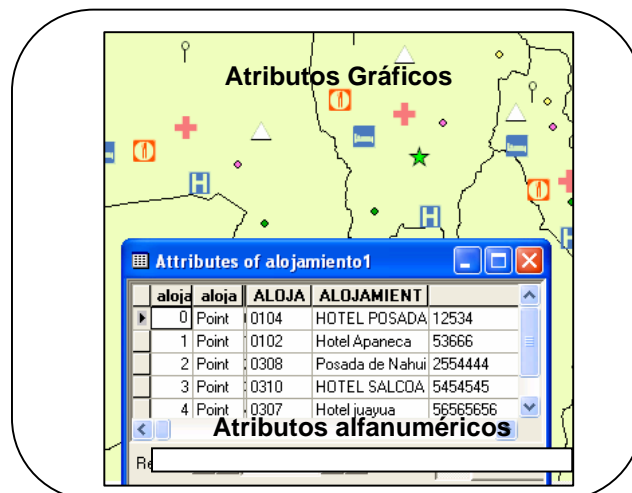 Atributos Gráficos
H
H
H
Attributes of alojamiento1
aloja aloja ALOJA ALOJAMIENT
0 Point 0104 HOTEL POSADA 12534
1 Point 0102 Hotel Apaneca 53666
2 Point 0308 Posada de Nahui 2554444
3 Point 0310 HOTEL SALCOA 5454545
4 Point 0307 Hotel juayua 56565656
Atributos alfanuméricos